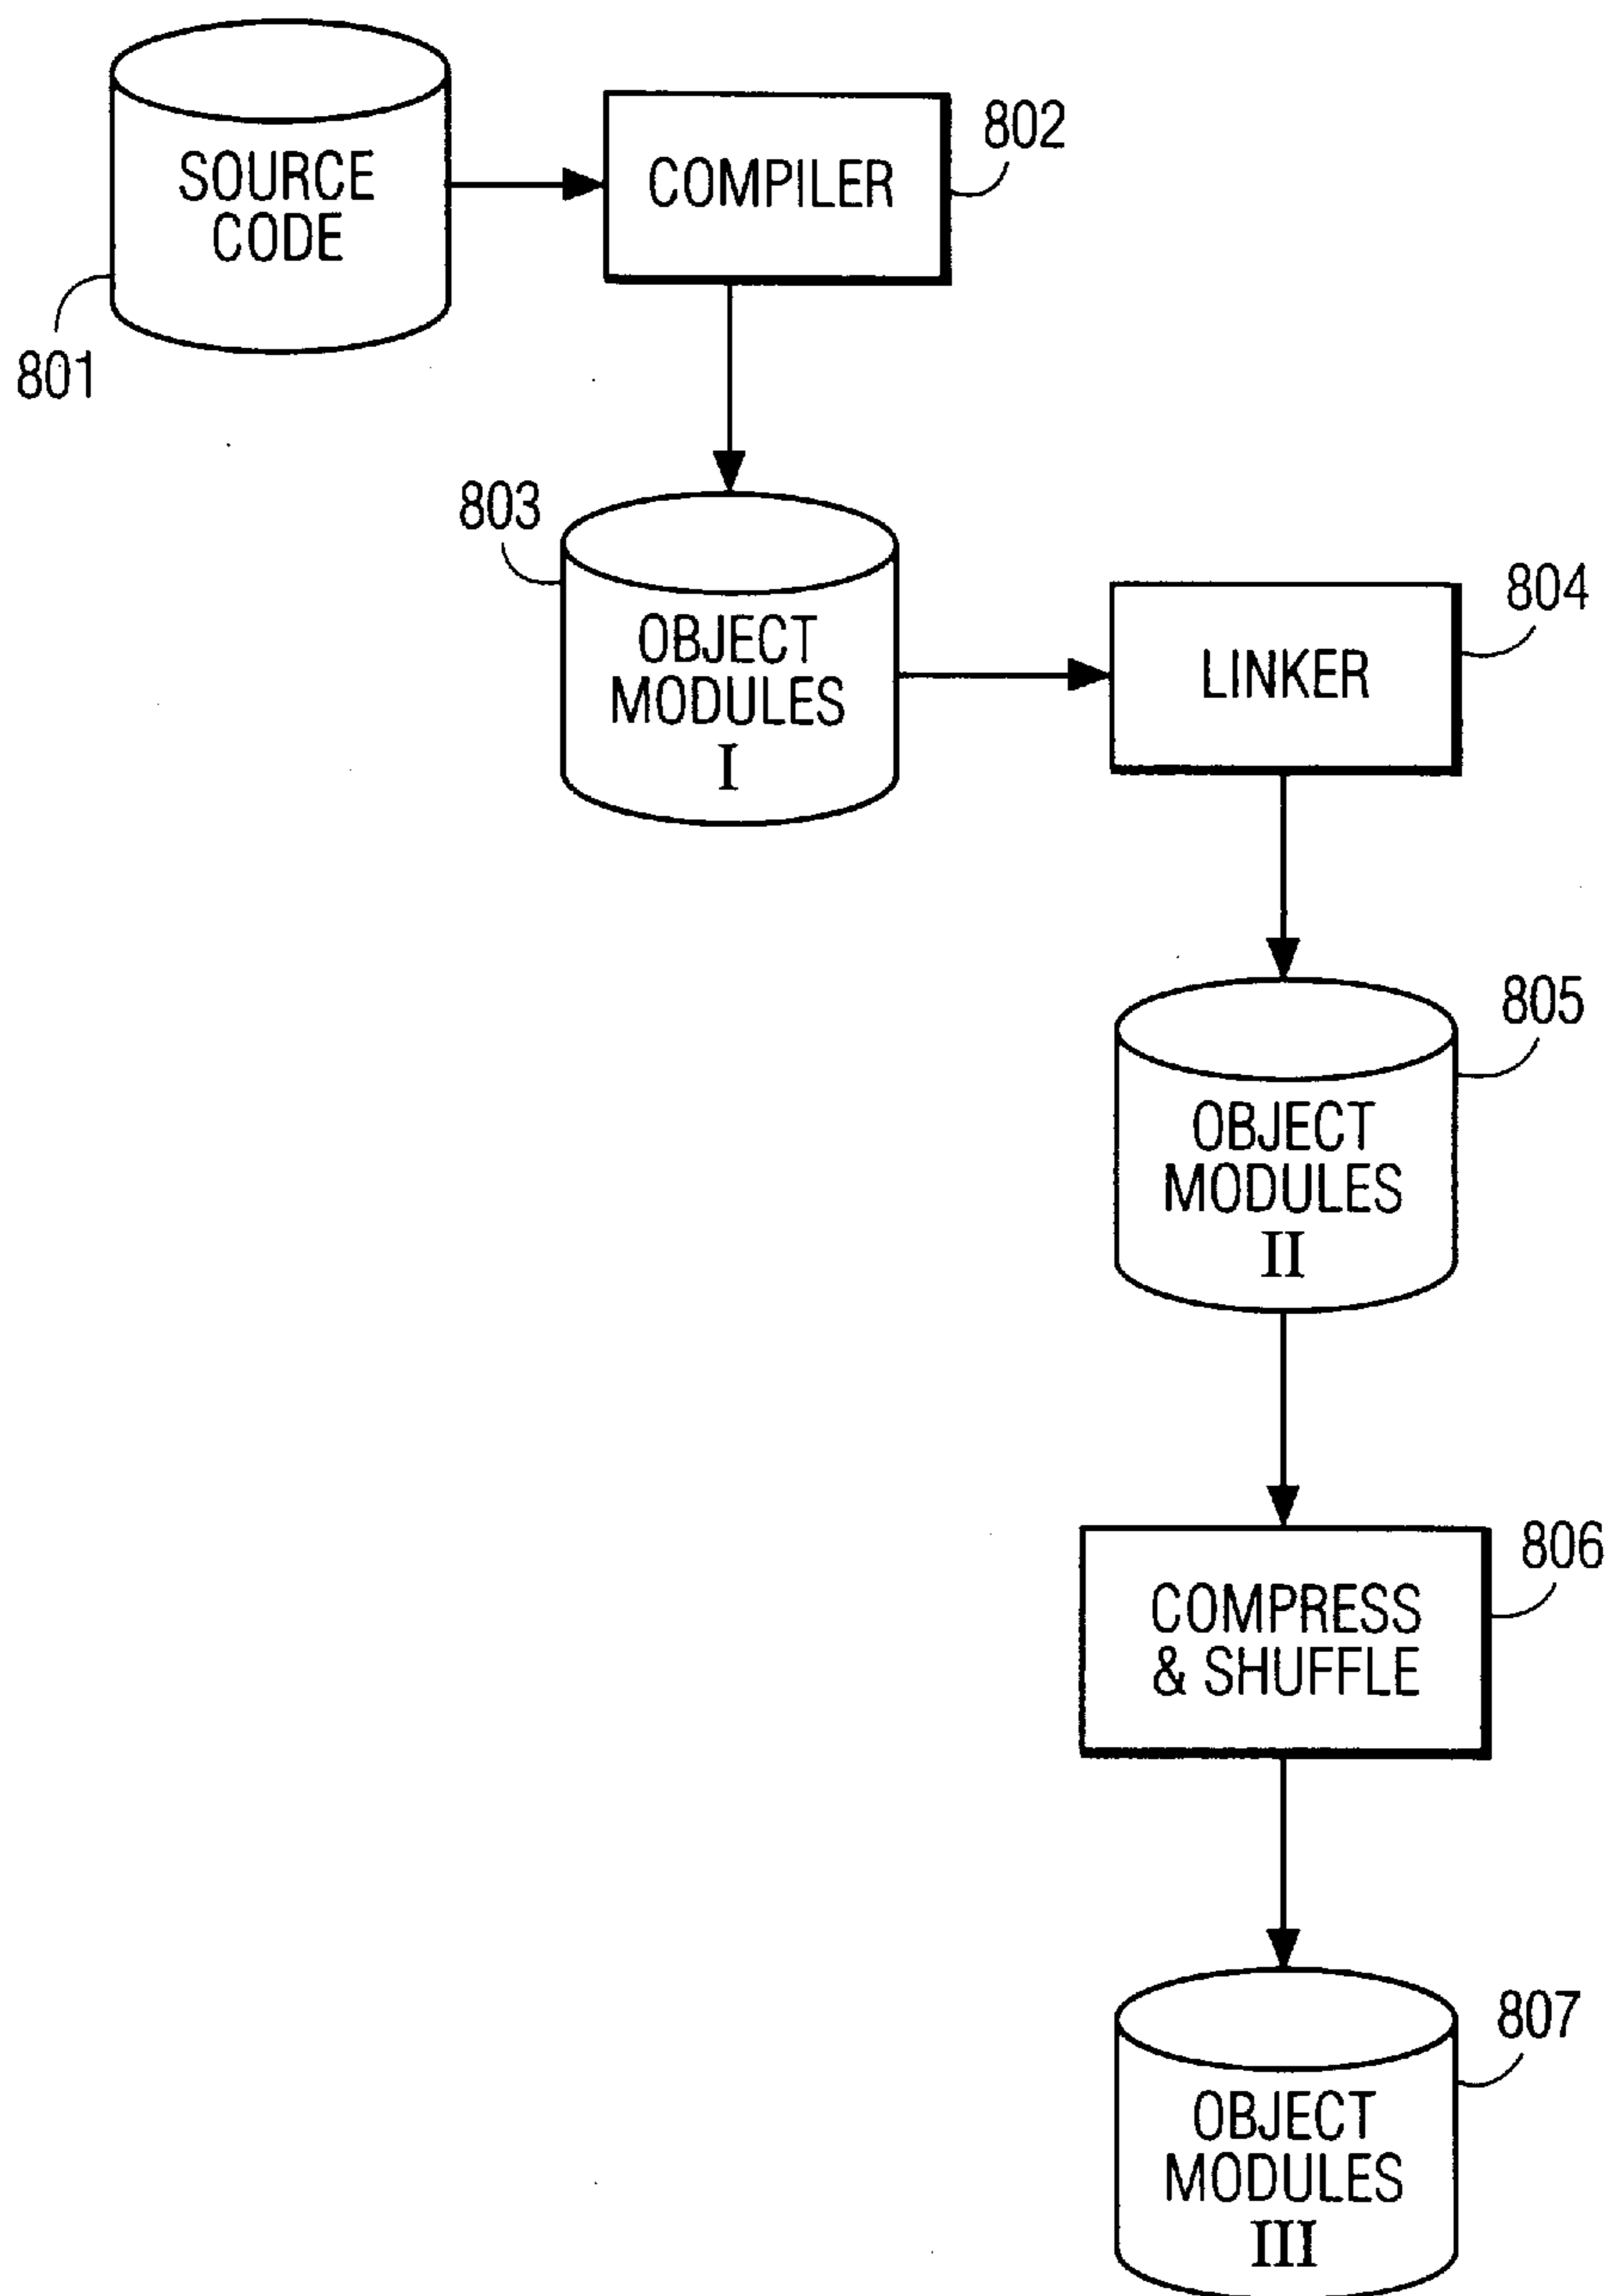 SOURCE
CODE
801
COMPILER
802
803
OBJECT
MODULES
I
LINKER
804
805
OBJECT
MODULES
II
COMPRESS
& SHUFFLE
806
807
OBJECT
MODULES
III